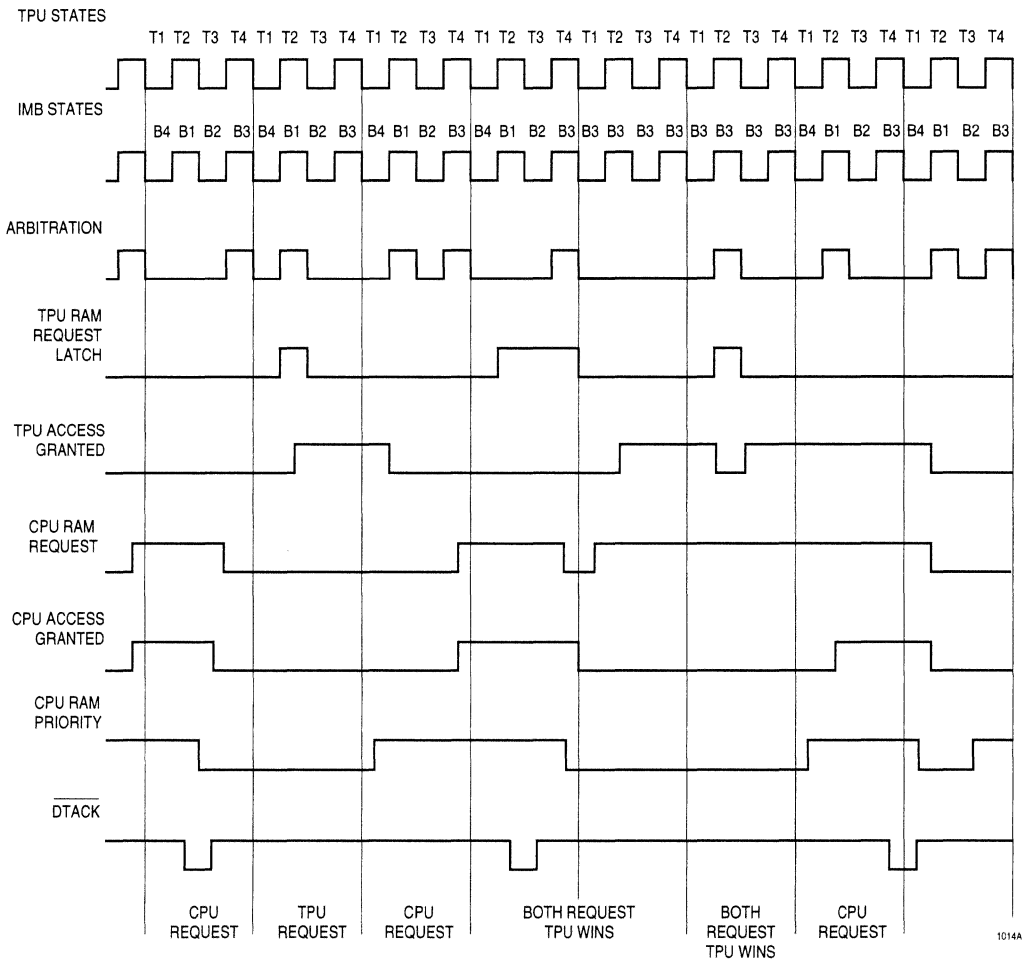 TPU STATES
T1 T2 T3 T4 T1 T2 T3 T4 T1 T2 T3 T4 T1 T2 T3 T4 T1 T2 T3 T4 T1 T2 T3 T4 T1 T2 T3 T4 T1 T2 T3 T4
IMB STATES
B4 B1 B2 B3 B4 B1 B2 B3 B4 B1 B2 B3 B4 B1 B2 B3 B3 B3 B3 B3 B3 B3 B3 B3 B4 B1 B2 B3 B4 B1 B2 B3
ARBITRATION
TPU RAM
REQUEST
LATCH
TPU ACCESS
GRANTED
CPU RAM
REQUEST
CPU ACCESS
GRANTED
CPU RAM
PRIORITY
DTACK
CPU
REQUEST
TPU
REQUEST
CPU
REQUEST
BOTH REQUEST
TPU WINS
BOTH
REQUEST
TPU WINS
CPU
REQUEST
1014A